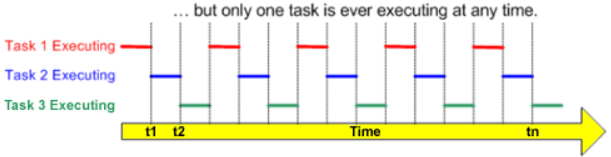 ... but only one task is ever executing at any time.
Task 1 Executing
Task 2 Executing
Task 3 Executing
t1 t2 Time tn